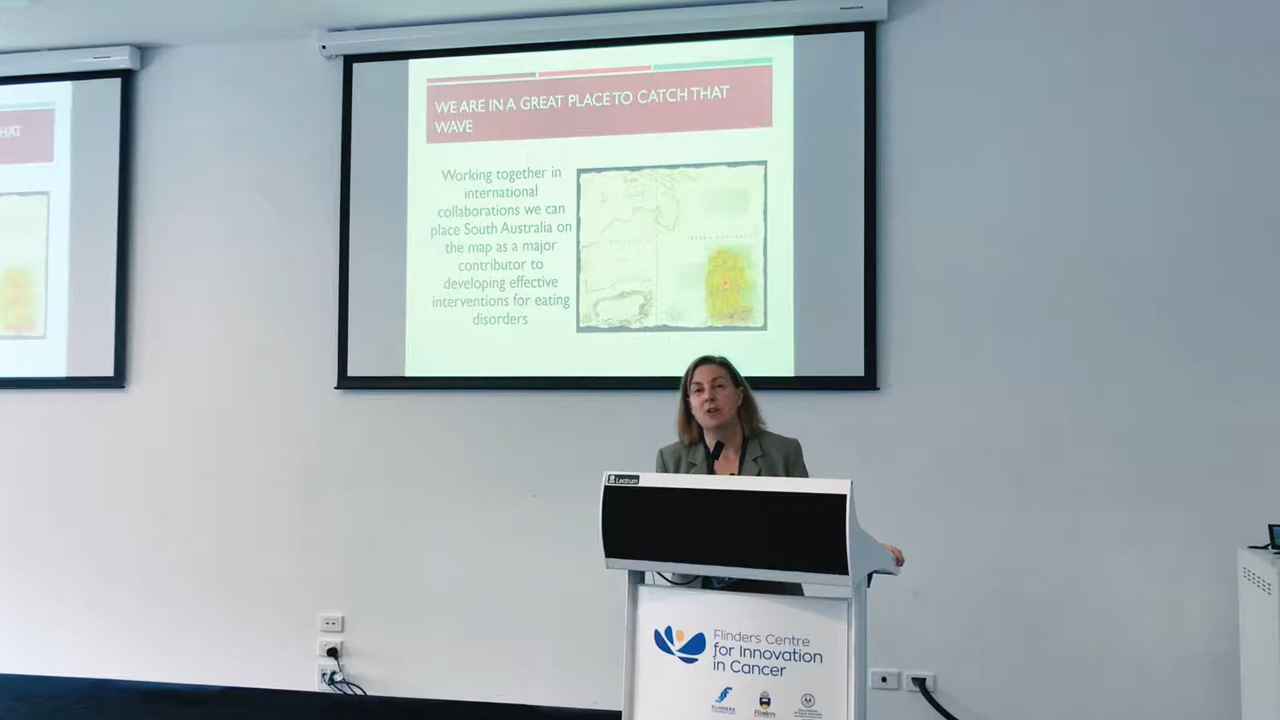 HAT
WE ARE IN A GREAT PLACE TO CATCH THAT
WAVE
Working together in
international
collaborations we can
place South Australia on
the map as a major
contributor to
developing effective
interventions for eating
disorders
Lectrum
Flinders Centre
for Innovation
in Cancer
FLINDERS
Flinders